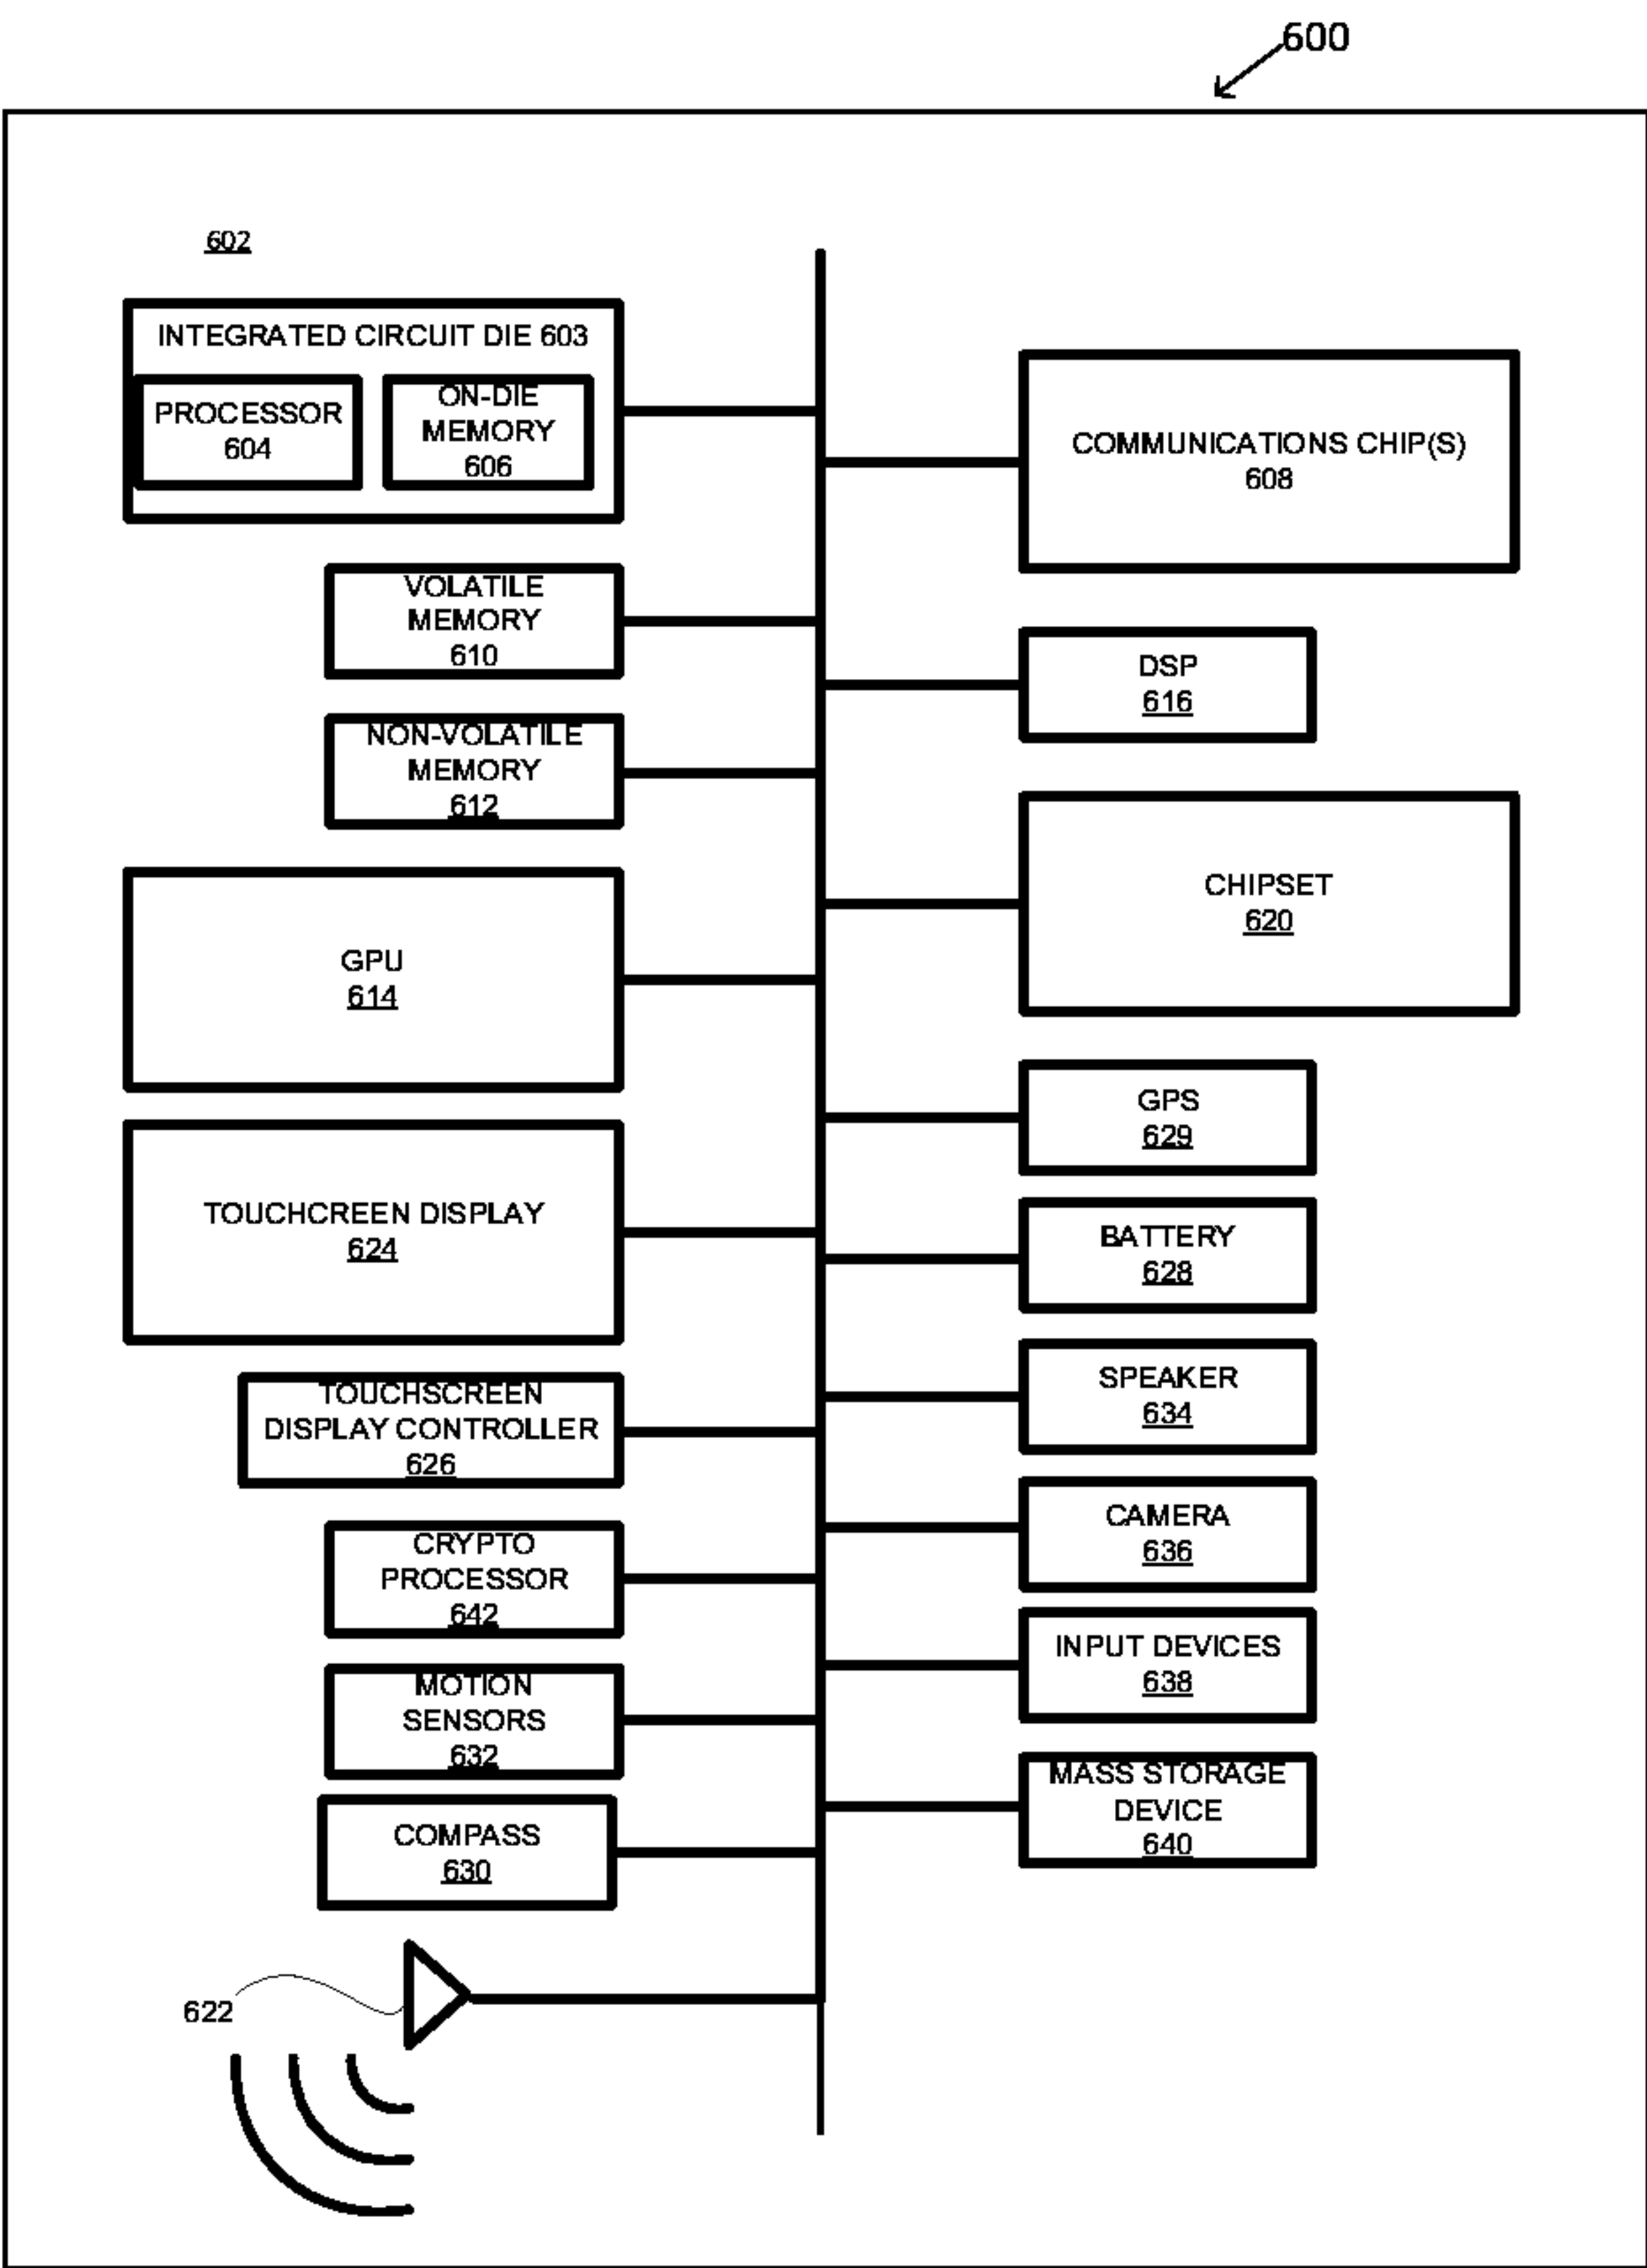 600
602
INTEGRATED CIRCUIT DIE 603
PROCESSOR
604
ON-DIE
MEMORY
606
VOLATILE
MEMORY
610
NON-VOLATILE
MEMORY
612
GPU
614
TOUCHCREEN DISPLAY
624
TOUCHSCREEN
DISPLAY CONTROLLER
626
CRYPTO
PROCESSOR
642
MOTION
SENSORS
632
COMPASS
630
622
COMMUNICATIONS CHIP(S)
608
DSP
616
CHIPSET
620
GPS
629
BATTERY
628
SPEAKER
634
CAMERA
636
INPUT DEVICES
638
MASS STORAGE
DEVICE
640